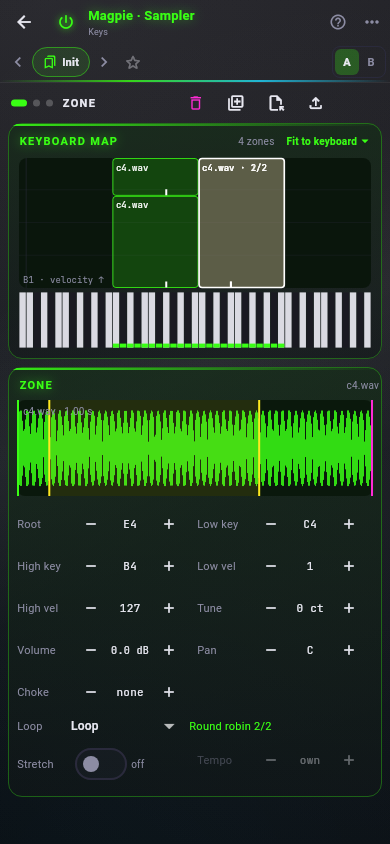 Magpie · Sampler
Keys
Init
A B
ZONE
KEYBOARD MAP 4 zones Fit to keyboard
c4.wav c4.wav · 2/2
c4.wav
B1 · velocity ↑
ZONE c4.wav
c4.wav 1.00 s
Root − E4 + Low key − C4 +
High key − B4 + Low vel − 1 +
High vel − 127 + Tune − 0 ct +
Volume − 0.0 dB + Pan − C +
Choke − none +
Loop Loop Round robin 2/2
Stretch off Tempo − own +